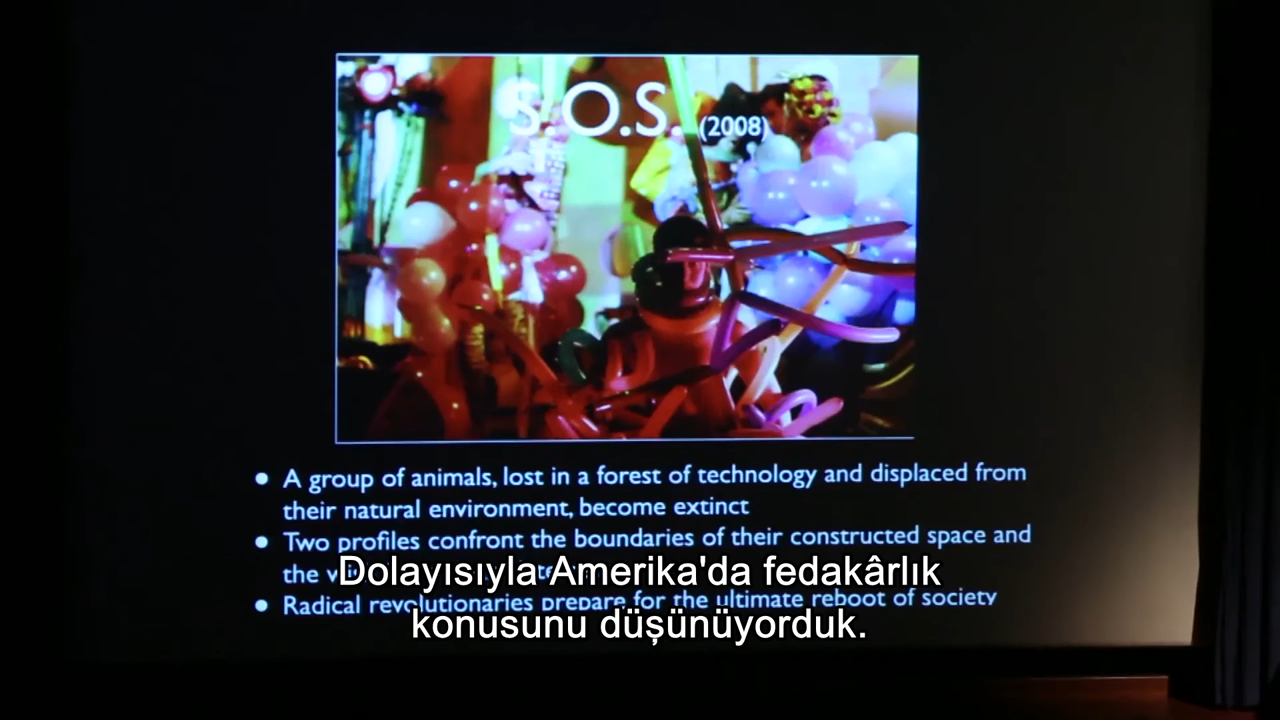 S.O.S. (2008)
• A group of animals, lost in a forest of technology and displaced from
their natural environment, become extinct
• Two profiles confront the boundaries of their constructed space and
the
• Radical revolutionaries prepare for the ultimate reboot of society
Dolayısıyla Amerika'da fedakârlık
konusunu düşünüyorduk.